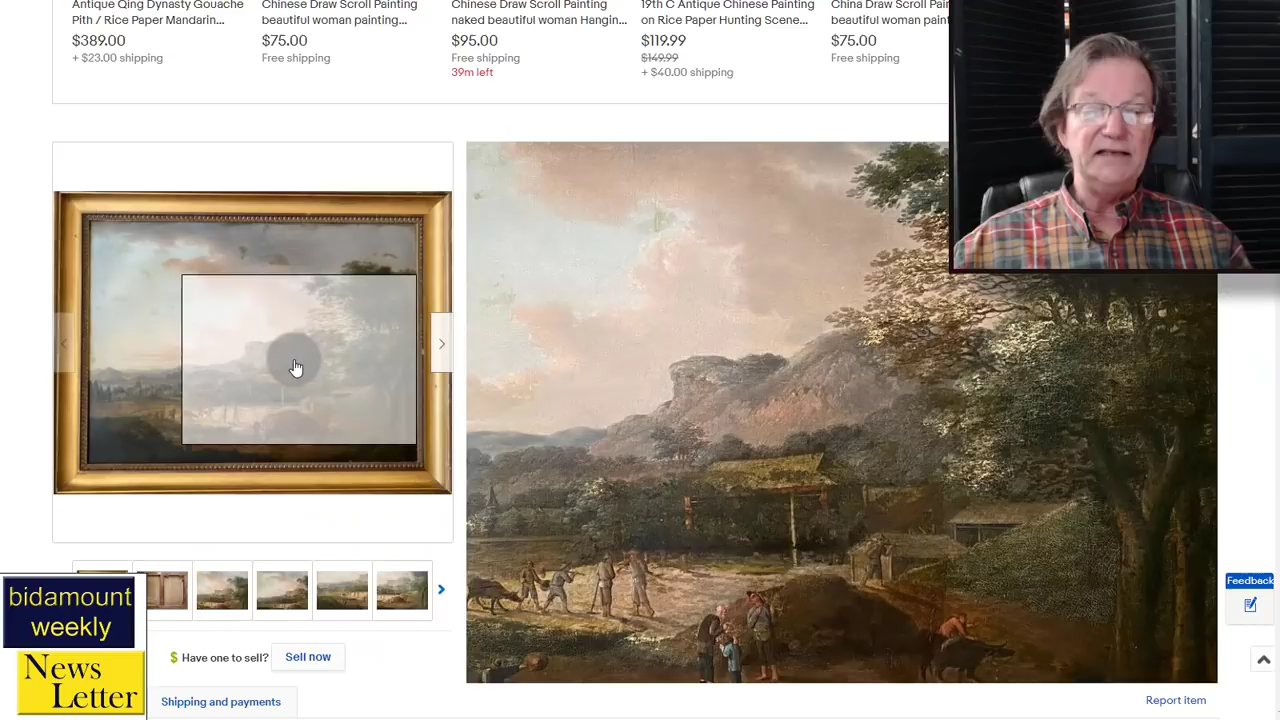 Antique Qing Dynasty Gouache
Pith / Rice Paper Mandarin...
$389.00
+ $23.00 shipping
Chinese Draw Scroll Painting
beautiful woman painting...
$75.00
Free shipping
Chinese Draw Scroll Painting
naked beautiful woman Hangin...
$95.00
Free shipping
39m left
19th C Antique Chinese Painting
on Rice Paper Hunting Scene...
$119.99
$149.99
+ $40.00 shipping
China Draw Scroll Pain
beautiful woman paint
$75.00
Free shipping
Feedback
bidamount
weekly
News
Letter
$ Have one to sell?
Sell now
Shipping and payments
Report item